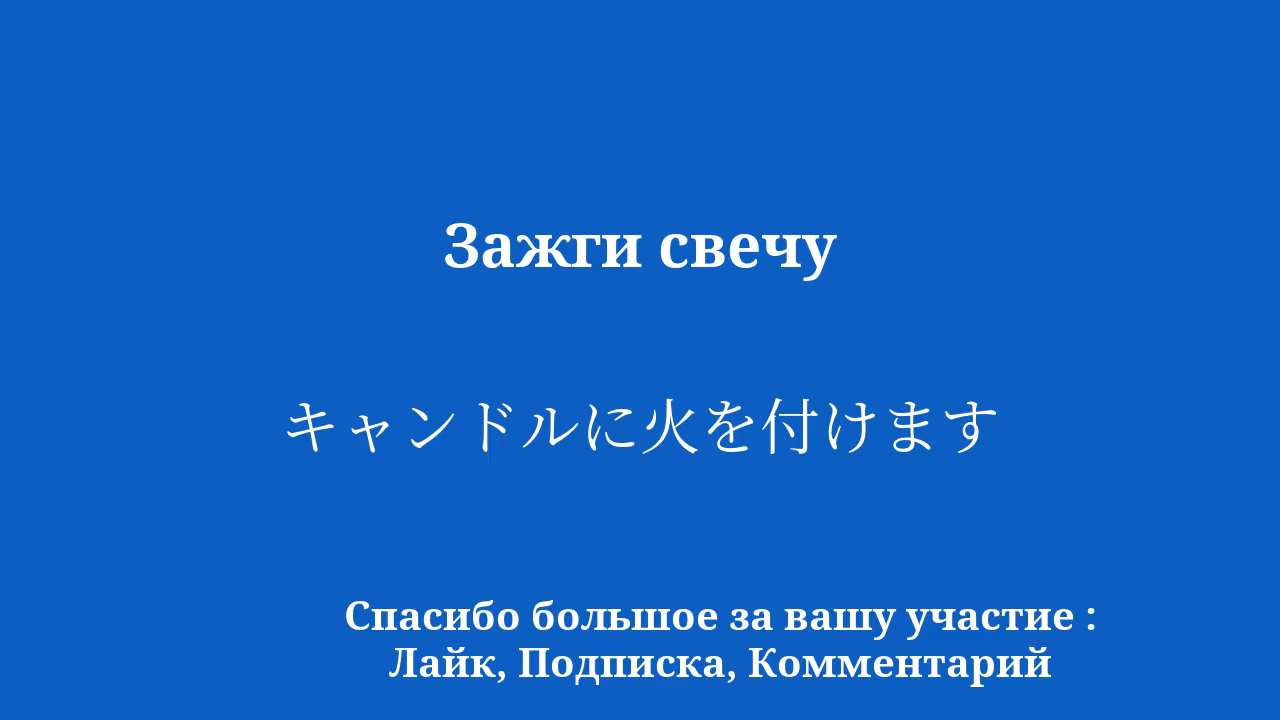 Зажги свечу
キャンドルに火を付けます
Спасибо большое за вашу участие :
Лайк, Подписка, Комментарий